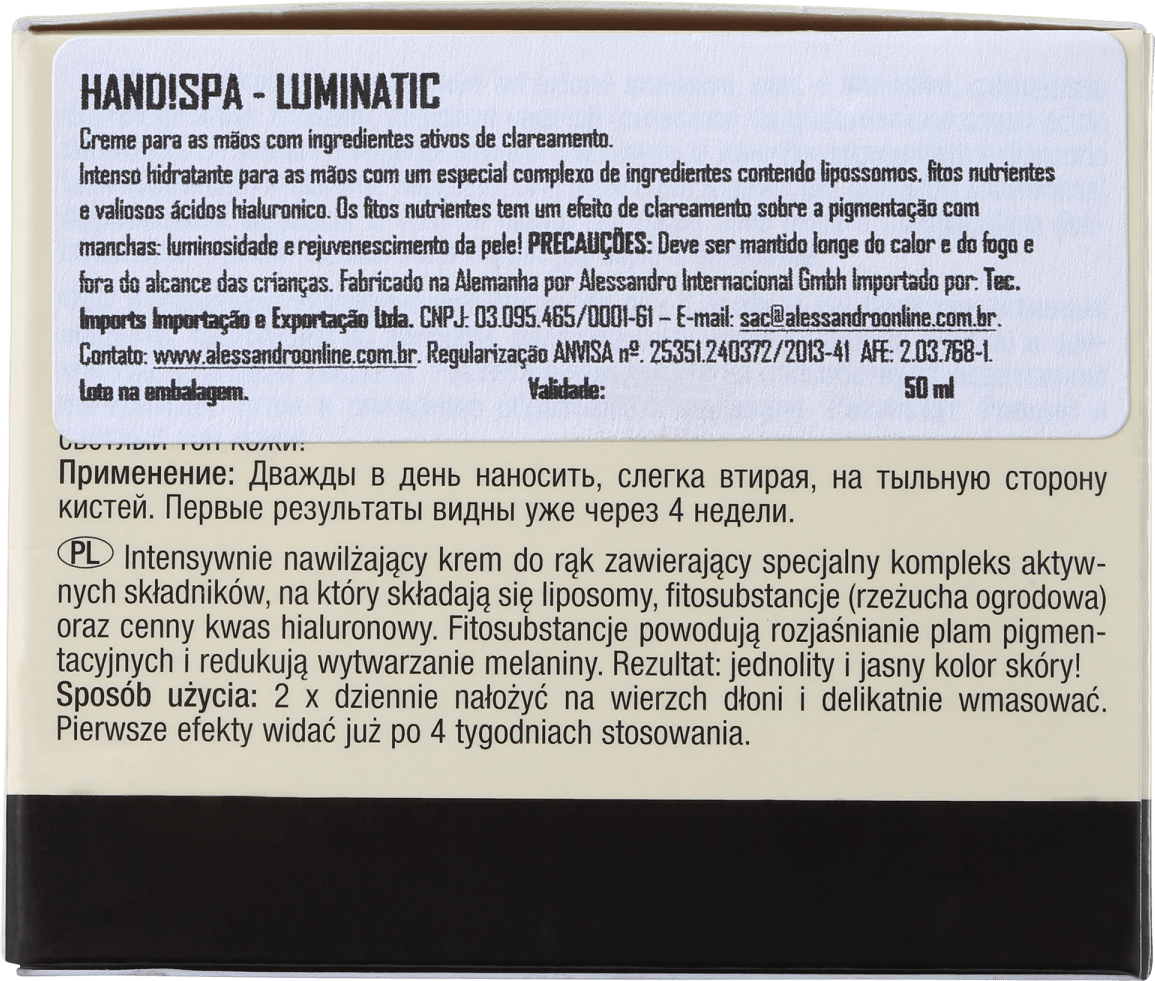 HAND!SPA - LUMINATIC
Creme para as mãos com ingredientes ativos de clareamento.
Intenso hidratante para as mãos com um especial complexo de ingredientes contendo lipossomos, fitos nutrientes
e valiosos ácidos hialuronico. Os fitos nutrientes tem um efeito de clareamento sobre a pigmentação com
manchas: luminosidade e rejuvenescimento da pele! PRECAUÇÕES: Deve ser mantido longe do calor e do fogo e
fora do alcance das crianças. Fabricado na Alemanha por Alessandro Internacional Gmbh Importado por: Tec.
Imports Importação e Exportação Ltda. CNPJ: 03.095.465/0001-61 – E-mail: sac@alessandroonline.com.br.
Contato: www.alessandroonline.com.br. Regularização ANVISA nº. 25351.240372/2013-41 AFE: 2.03.768-1.
Lote na embalagem. Validade: 50 ml
светлый тон кожи!
Применение: Дважды в день наносить, слегка втирая, на тыльную сторону
кистей. Первые результаты видны уже через 4 недели.
PL Intensywnie nawilżający krem do rąk zawierający specjalny kompleks aktyw-
nych składników, na który składają się liposomy, fitosubstancje (rzeżucha ogrodowa)
oraz cenny kwas hialuronowy. Fitosubstancje powodują rozjaśnianie plam pigmen-
tacyjnych i redukują wytwarzanie melaniny. Rezultat: jednolity i jasny kolor skóry!
Sposób użycia: 2 x dziennie nałożyć na wierzch dłoni i delikatnie wmasować.
Pierwsze efekty widać już po 4 tygodniach stosowania.